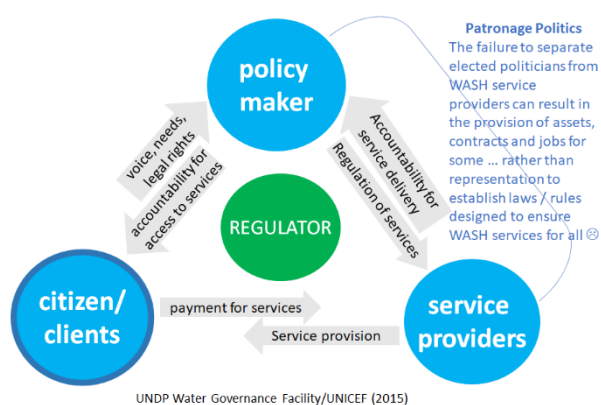 Patronage Politics
The failure to separate
elected politicians from
WASH service
providers can result in
the provision of assets,
contracts and jobs for
some ... rather than
representation to
establish laws / rules
designed to ensure
WASH services for all ☹
policy
maker
voice, needs,
legal rights
accountability for
access to services
Accountability for
service delivery
Regulation of services
REGULATOR
citizen/
clients
payment for services
Service provision
service
providers
UNDP Water Governance Facility/UNICEF (2015)